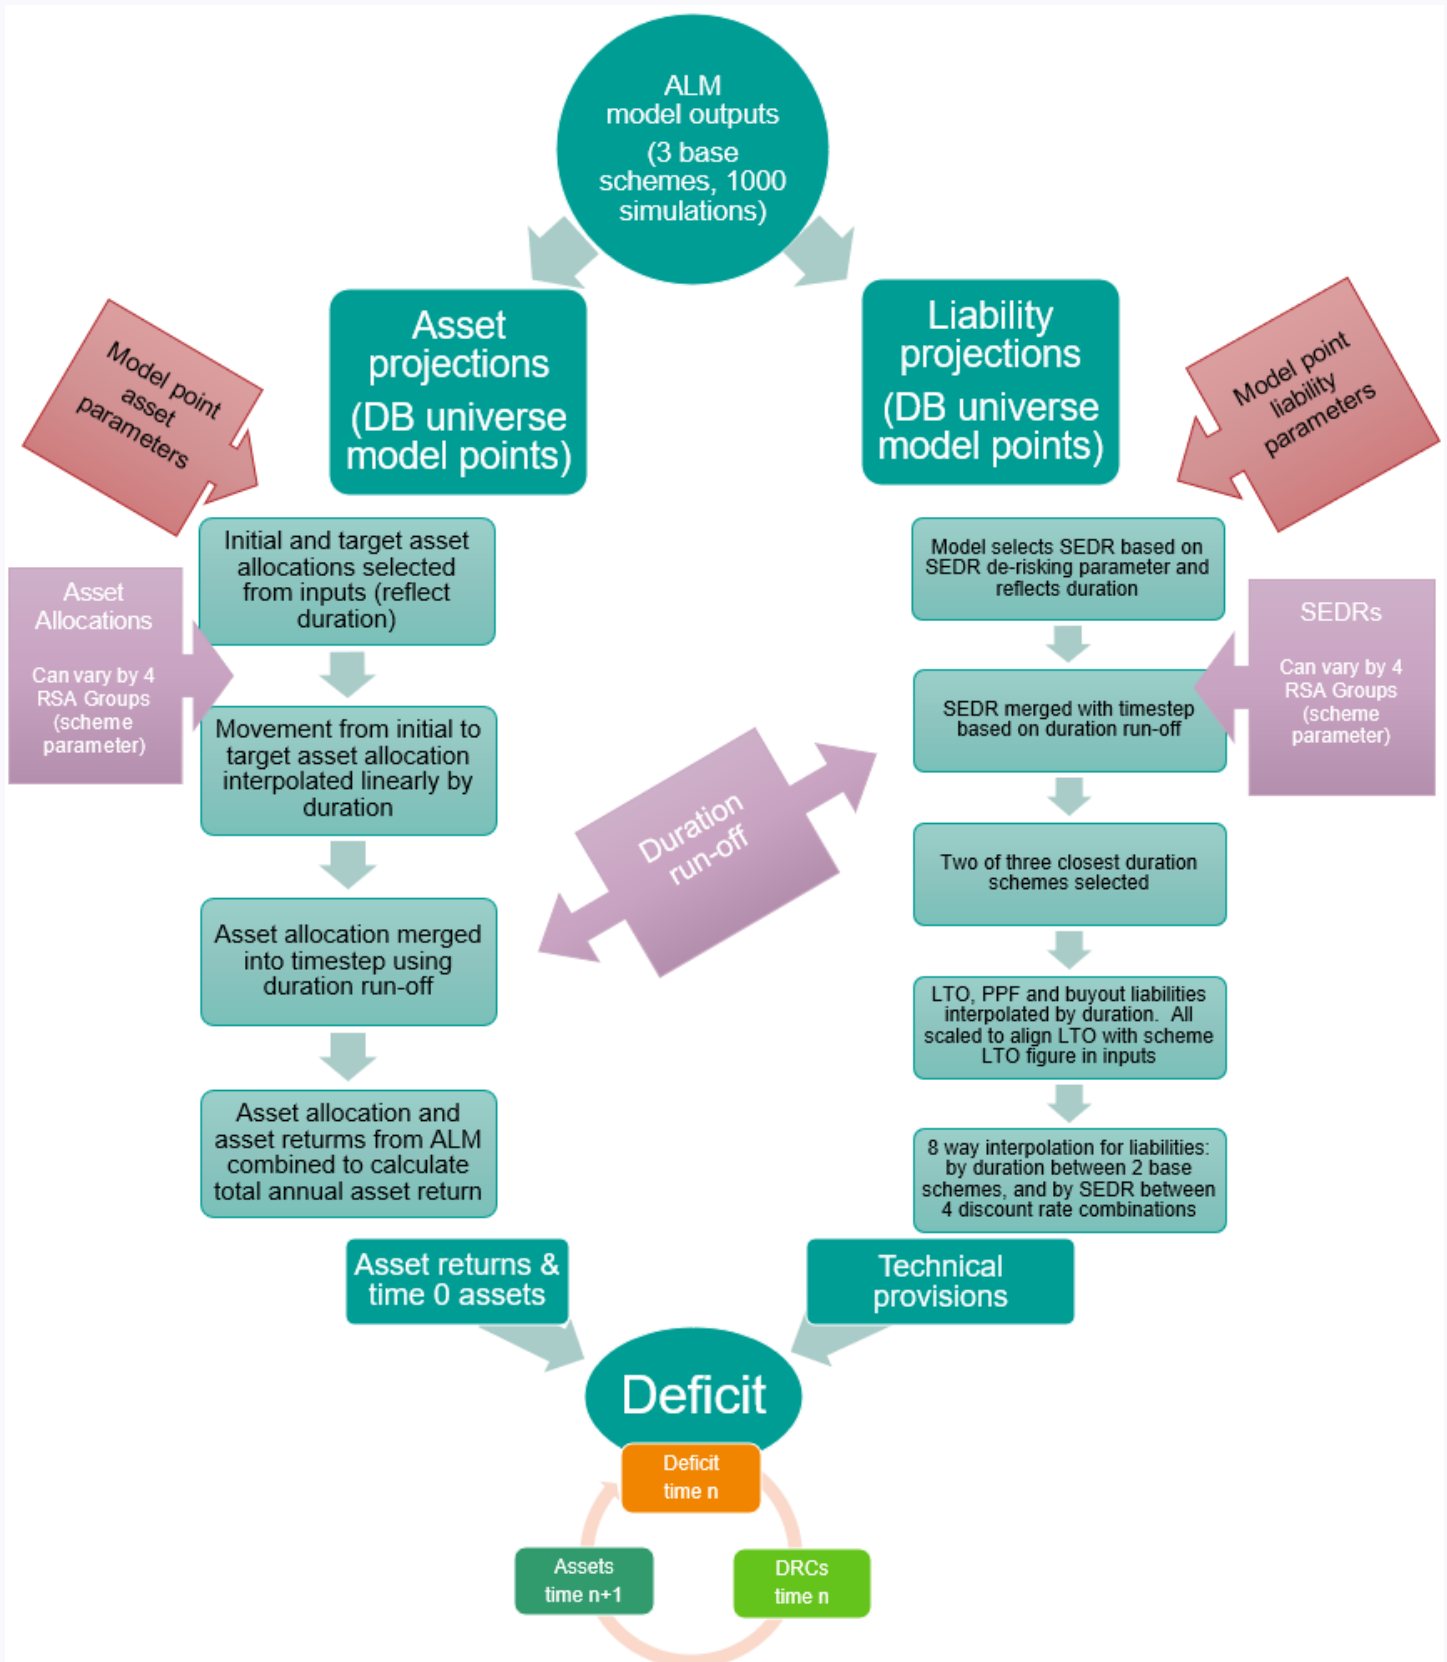 ALM
model outputs
(3 base
schemes, 1000
simulations)
Asset
projections
(DB universe
model points)
Liability
projections
(DB universe
model points)
Model point
asset
parameters
Model point
liability
parameters
Initial and target asset
allocations selected
from inputs (reflect
duration)
Asset
Allocations
Can vary by 4
RSA Groups
(scheme
parameter)
Movement from initial to
target asset allocation
interpolated linearly by
duration
Asset allocation merged
into timestep using
duration run-off
Asset allocation and
asset returms from ALM
combined to calculate
total annual asset return
Duration
run-off
Model selects SEDR based on
SEDR de-risking parameter and
reflects duration
SEDRs
Can vary by 4
RSA Groups
(scheme
parameter)
SEDR merged with timestep
based on duration run-off
Two of three closest duration
schemes selected
LTO, PPF and buyout liabilities
interpolated by duration.  All
scaled to align LTO with scheme
LTO figure in inputs
8 way interpolation for liabilities:
by duration between 2 base
schemes, and by SEDR between
4 discount rate combinations
Asset returns &
time 0 assets
Technical
provisions
Deficit
Deficit
time n
Assets
time n+1
DRCs
time n